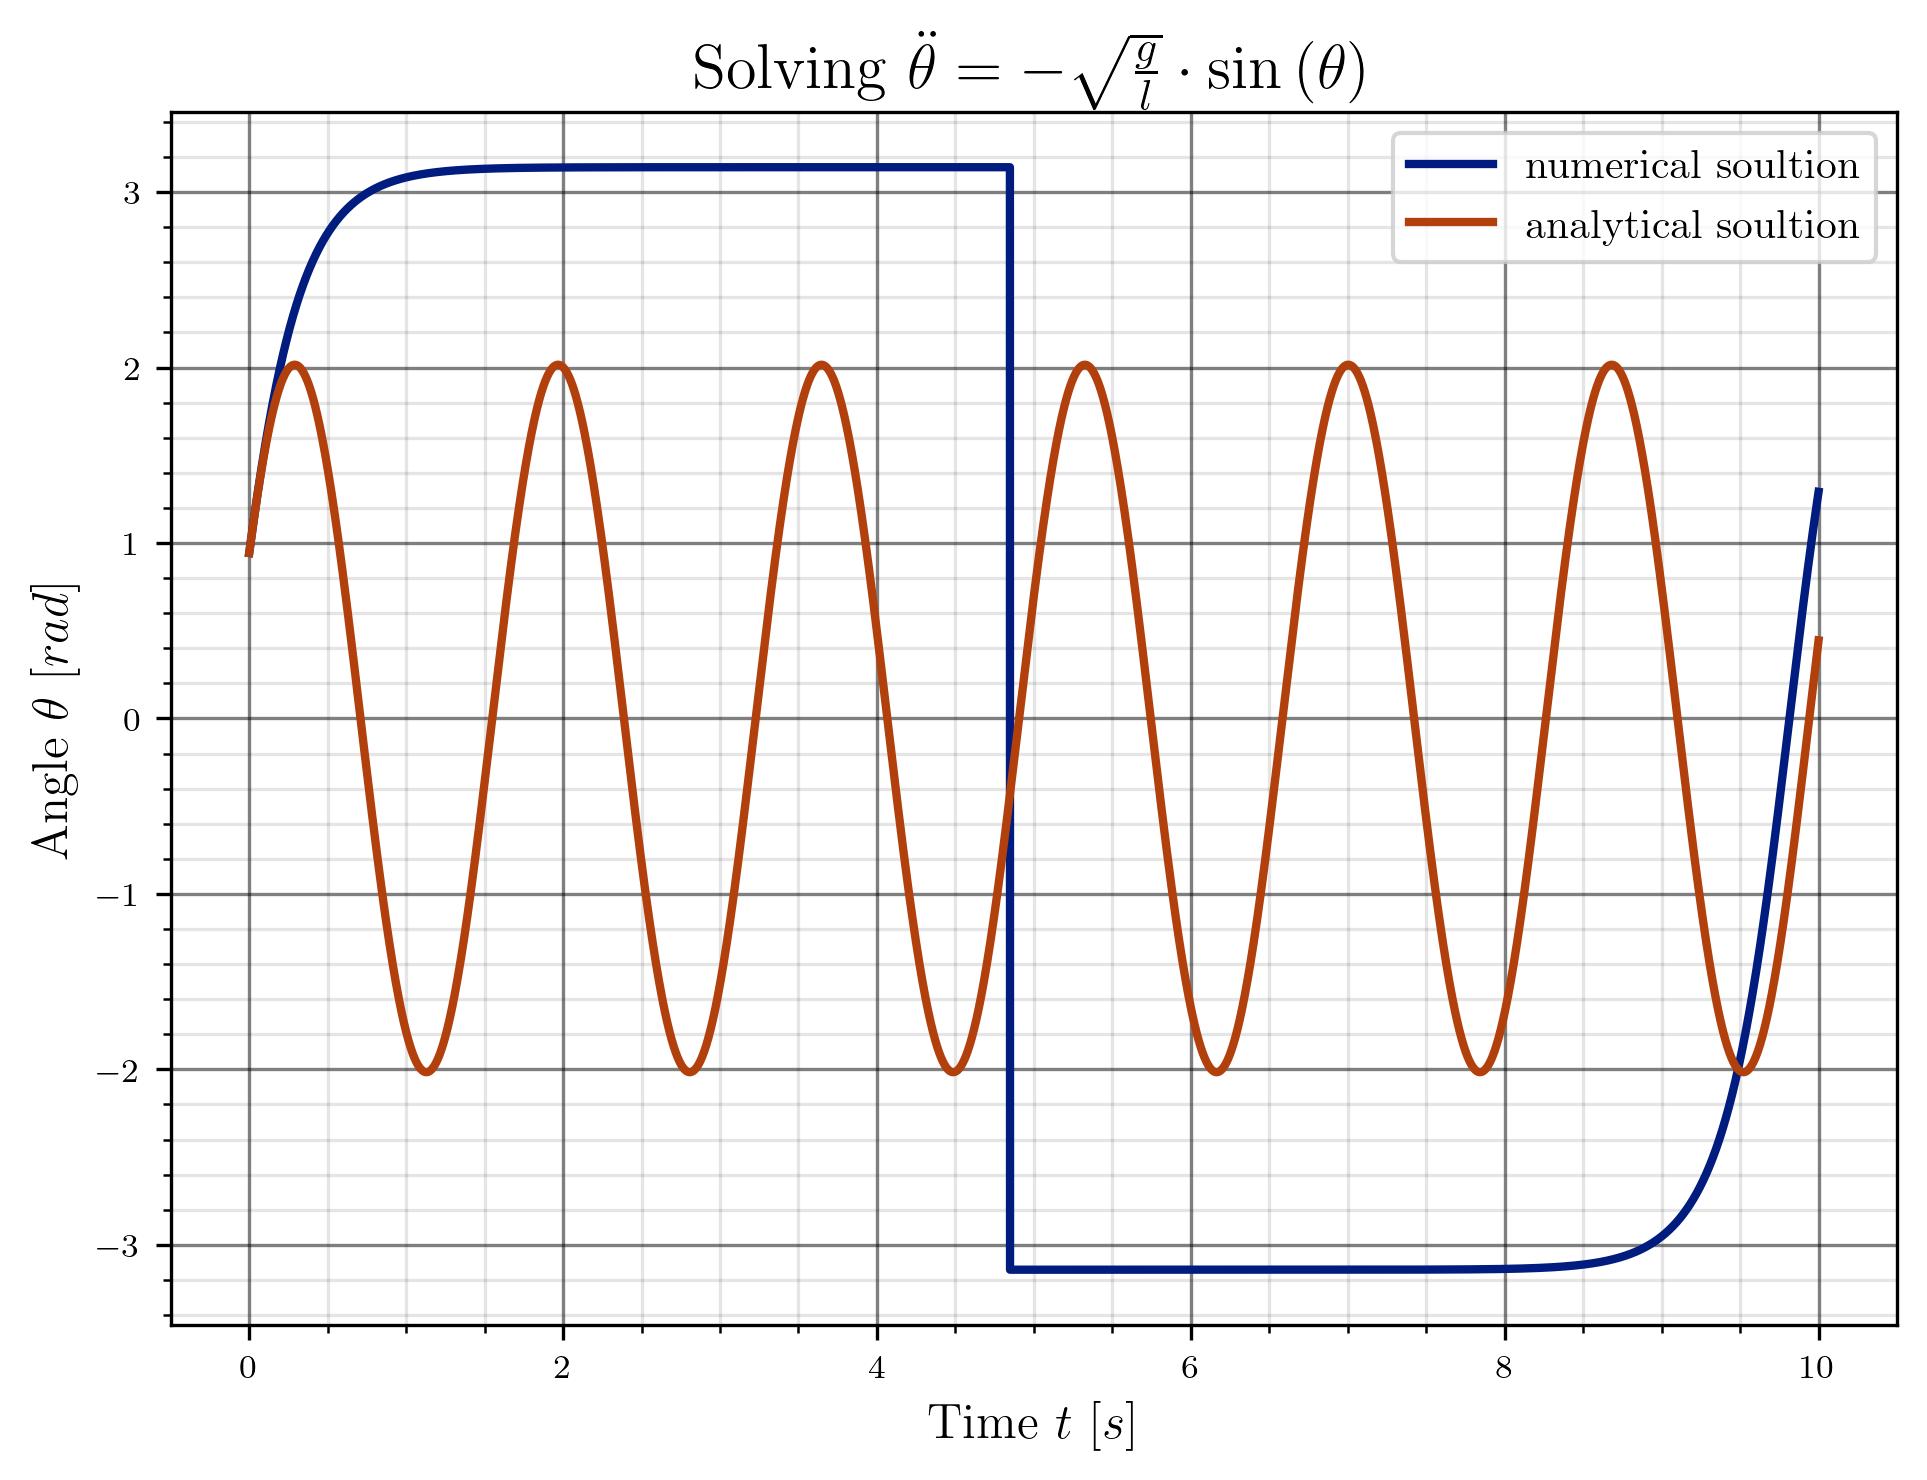 Solving θ̈ = −√(g/l) · sin (θ)
numerical soultion
analytical soultion
Angle θ [rad]
3
2
1
0
−1
−2
−3
0 2 4 6 8 10
Time t [s]